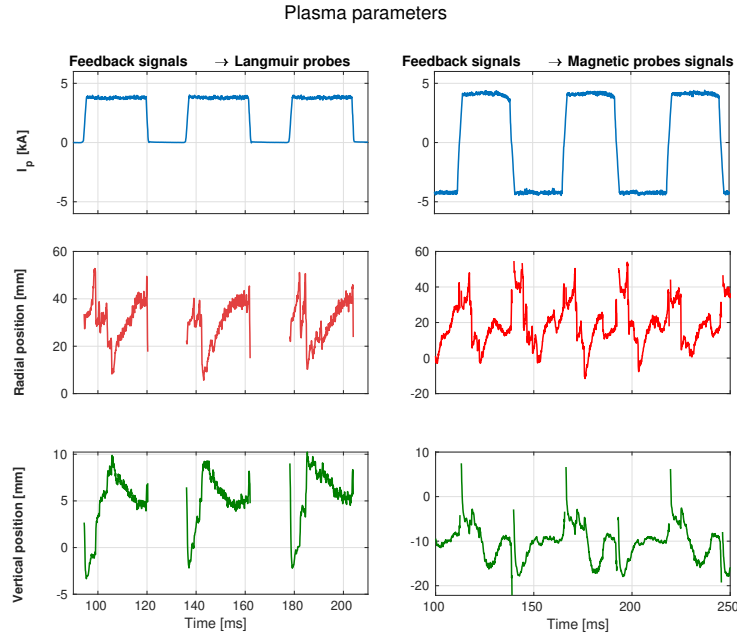 Plasma parameters
Feedback signals → Langmuir probes
Feedback signals → Magnetic probes signals
I_p [kA]
5
0
-5
5
0
-5
Radial position [mm]
60
40
20
0
60
40
20
0
-20
Vertical position [mm]
10
5
0
-5
10
0
-10
-20
100 120 140 160 180 200
100 150 200 250
Time [ms]
Time [ms]